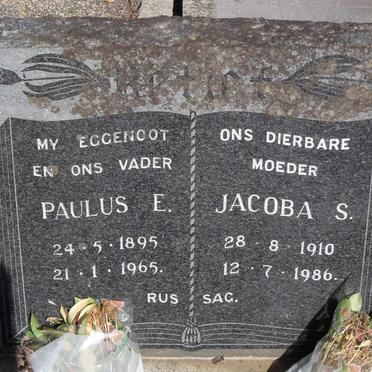 Retief
MY EGGENOOT
EN ONS VADER
PAULUS E.
24 · 5 · 1895
21 · 1 · 1965.
ONS DIERBARE
MOEDER
JACOBA S.
28 · 8 · 1910
12 · 7 · 1986.
RUS SAG.